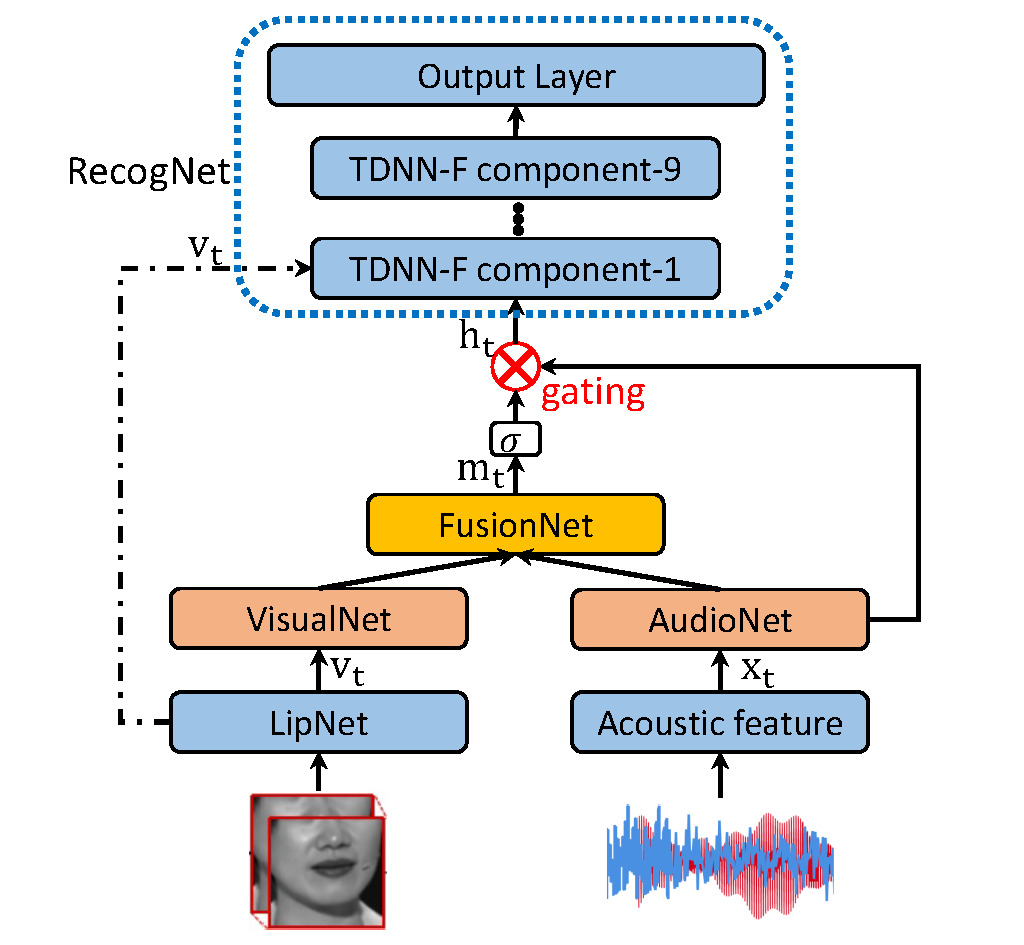 Output Layer
TDNN-F component-9
RecogNet
v_t
TDNN-F component-1
h_t
gating
σ
m_t
FusionNet
VisualNet
AudioNet
v_t
x_t
LipNet
Acoustic feature